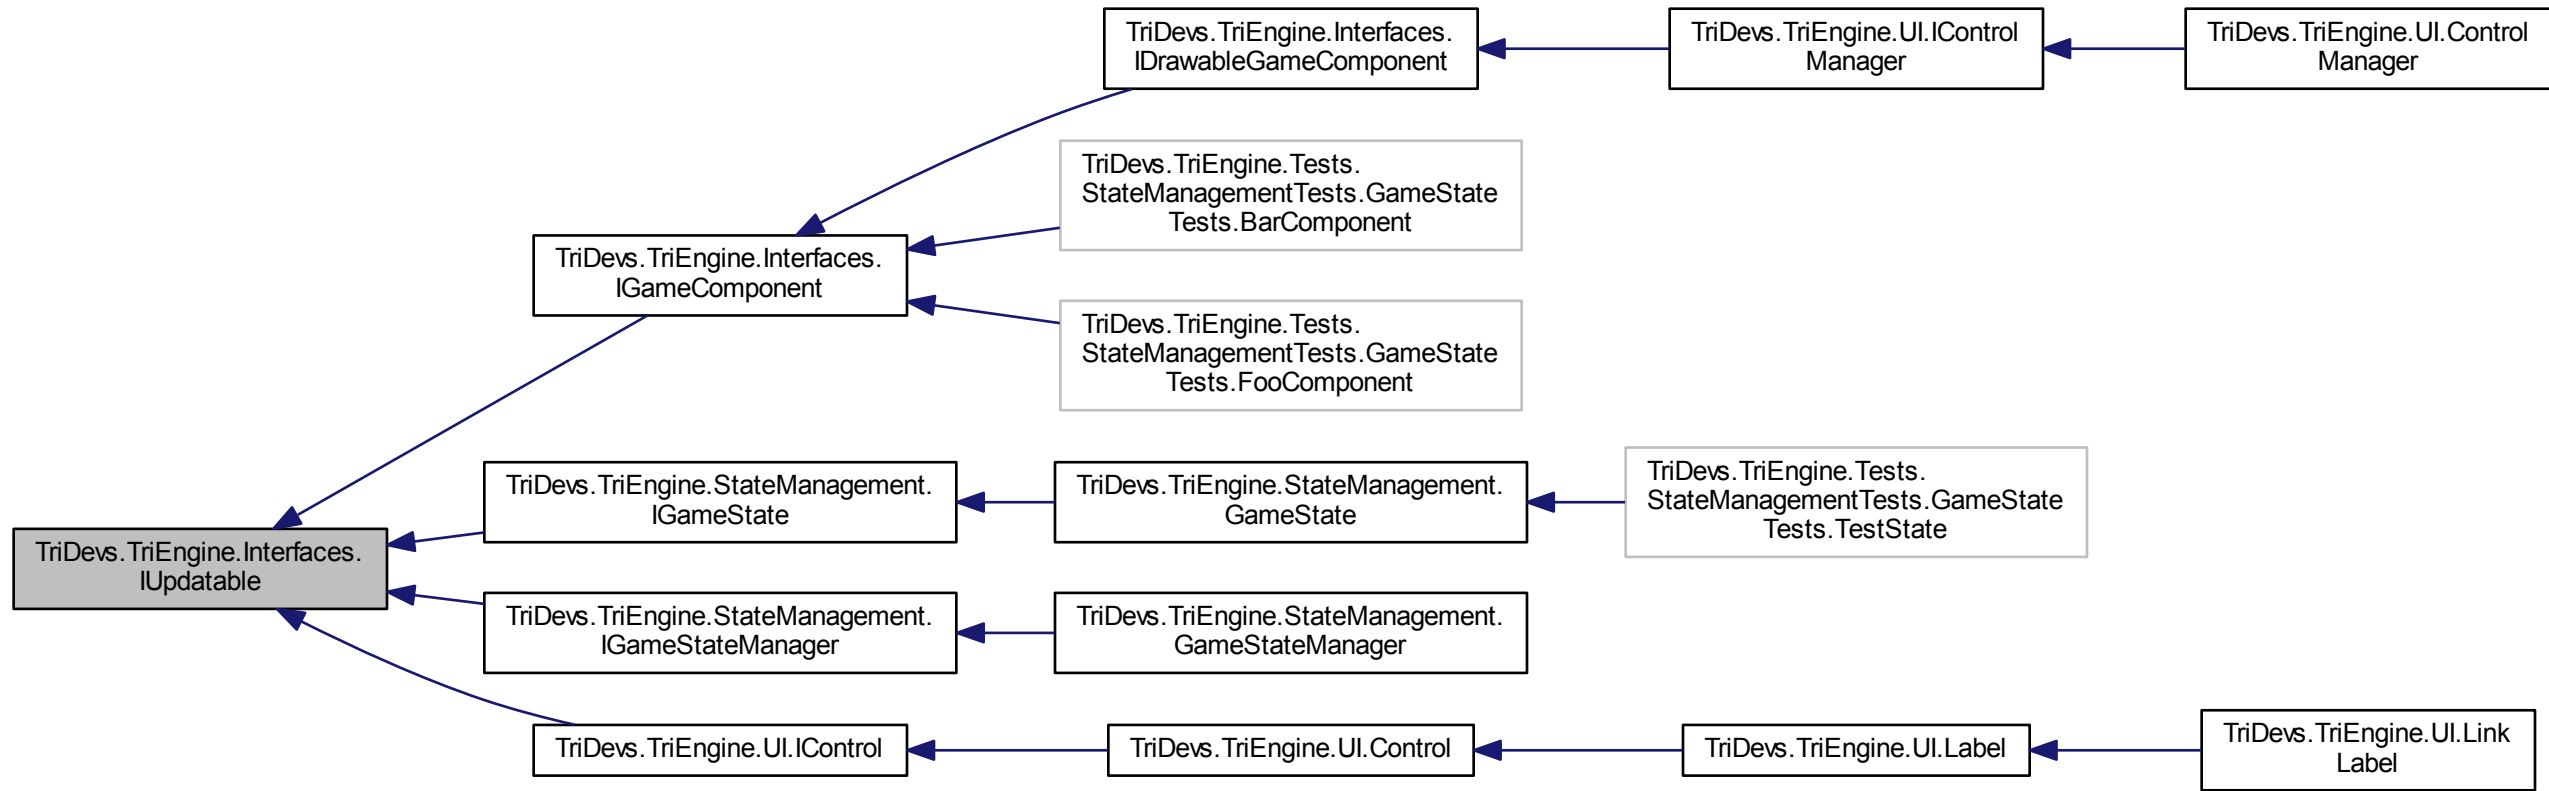 TriDevs.TriEngine.Interfaces.
IDrawableGameComponent
TriDevs.TriEngine.UI.IControl
Manager
TriDevs.TriEngine.UI.Control
Manager
TriDevs.TriEngine.Tests.
StateManagementTests.GameState
Tests.BarComponent
TriDevs.TriEngine.Interfaces.
IGameComponent
TriDevs.TriEngine.Tests.
StateManagementTests.GameState
Tests.FooComponent
TriDevs.TriEngine.StateManagement.
IGameState
TriDevs.TriEngine.StateManagement.
GameState
TriDevs.TriEngine.Tests.
StateManagementTests.GameState
Tests.TestState
TriDevs.TriEngine.Interfaces.
IUpdatable
TriDevs.TriEngine.StateManagement.
IGameStateManager
TriDevs.TriEngine.StateManagement.
GameStateManager
TriDevs.TriEngine.UI.IControl
TriDevs.TriEngine.UI.Control
TriDevs.TriEngine.UI.Label
TriDevs.TriEngine.UI.Link
Label